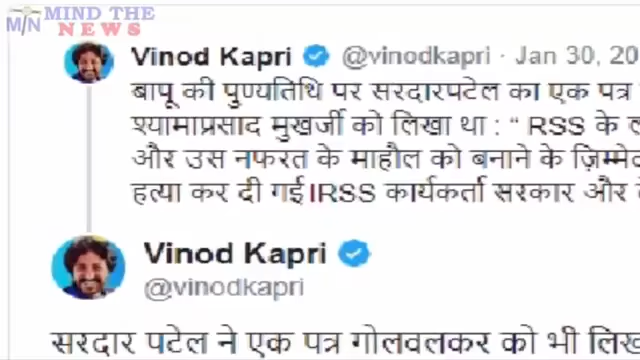 MIN MIND THE
NEWS
Vinod Kapri @vinodkapri · Jan 30, 20
बापू की पुण्यतिथि पर सरदारपटेल का एक पत्र
श्यामाप्रसाद मुखर्जी को लिखा था : “ RSS के
और उस नफरत के माहौल को बनाने के
हत्या कर दी गई।RSS कार्यकर्ता सरकार और
Vinod Kapri
@vinodkapri
सरदार पटेल ने एक पत्र गोलवलकर को भी